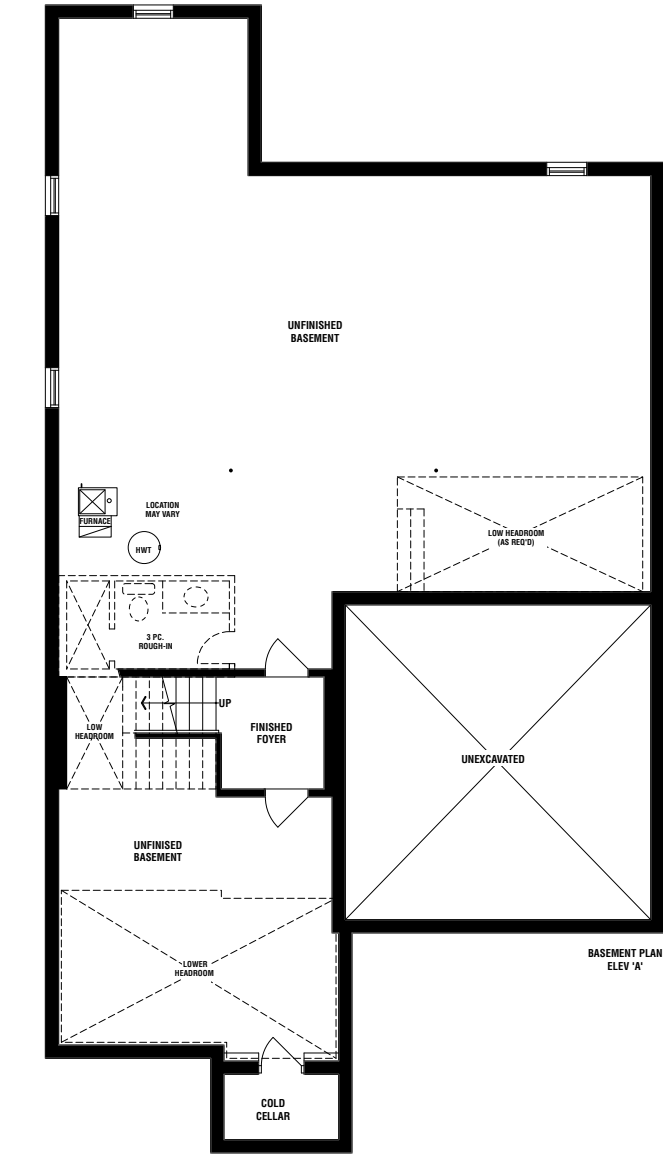 UNFINISHED
BASEMENT
LOCATION
MAY VARY
FURNACE
HWT
LOW HEADROOM
(AS REQ'D)
3 PC.
ROUGH-IN
UP
LOW
HEADROOM
FINISHED
FOYER
UNEXCAVATED
UNFINISED
BASEMENT
LOWER
HEADROOM
BASEMENT PLAN
ELEV 'A'
COLD
CELLAR